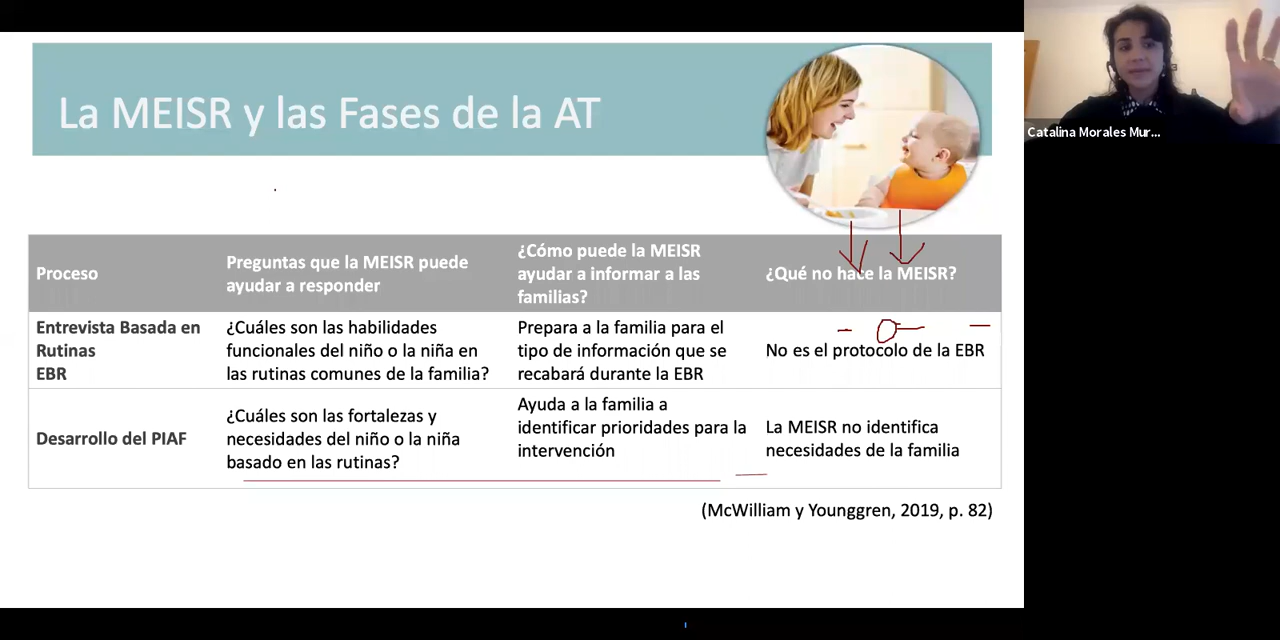 La MEISR y las Fases de la AT
Catalina Morales Mur...
Proceso
Preguntas que la MEISR puede
ayudar a responder
¿Cómo puede la MEISR
ayudar a informar a las
familias?
¿Qué no hace la MEISR?
Entrevista Basada en
Rutinas
EBR
¿Cuáles son las habilidades
funcionales del niño o la niña en
las rutinas comunes de la familia?
Prepara a la familia para el
tipo de información que se
recabará durante la EBR
No es el protocolo de la EBR
Desarrollo del PIAF
¿Cuáles son las fortalezas y
necesidades del niño o la niña
basado en las rutinas?
Ayuda a la familia a
identificar prioridades para la
intervención
La MEISR no identifica
necesidades de la familia
(McWilliam y Younggren, 2019, p. 82)